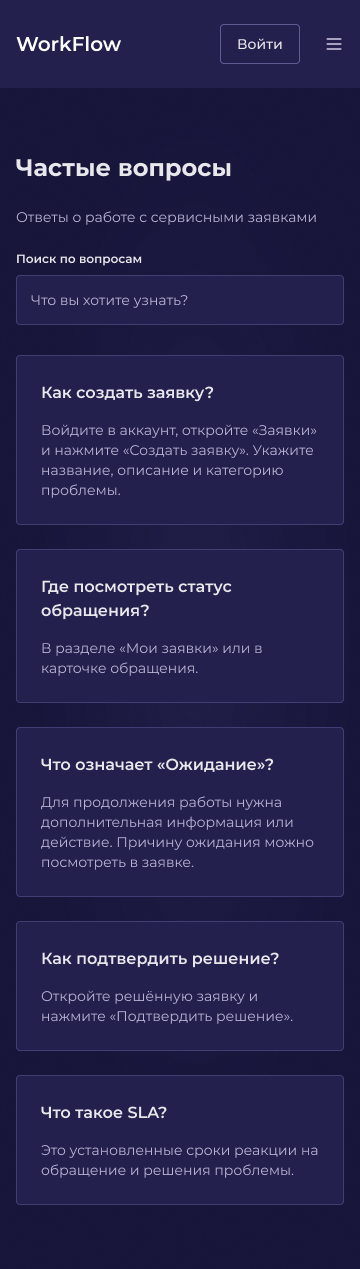 WorkFlow
Войти
Частые вопросы
Ответы о работе с сервисными заявками
Поиск по вопросам
Что вы хотите узнать?
Как создать заявку?
Войдите в аккаунт, откройте «Заявки»
и нажмите «Создать заявку». Укажите
название, описание и категорию
проблемы.
Где посмотреть статус
обращения?
В разделе «Мои заявки» или в
карточке обращения.
Что означает «Ожидание»?
Для продолжения работы нужна
дополнительная информация или
действие. Причину ожидания можно
посмотреть в заявке.
Как подтвердить решение?
Откройте решённую заявку и
нажмите «Подтвердить решение».
Что такое SLA?
Это установленные сроки реакции на
обращение и решения проблемы.